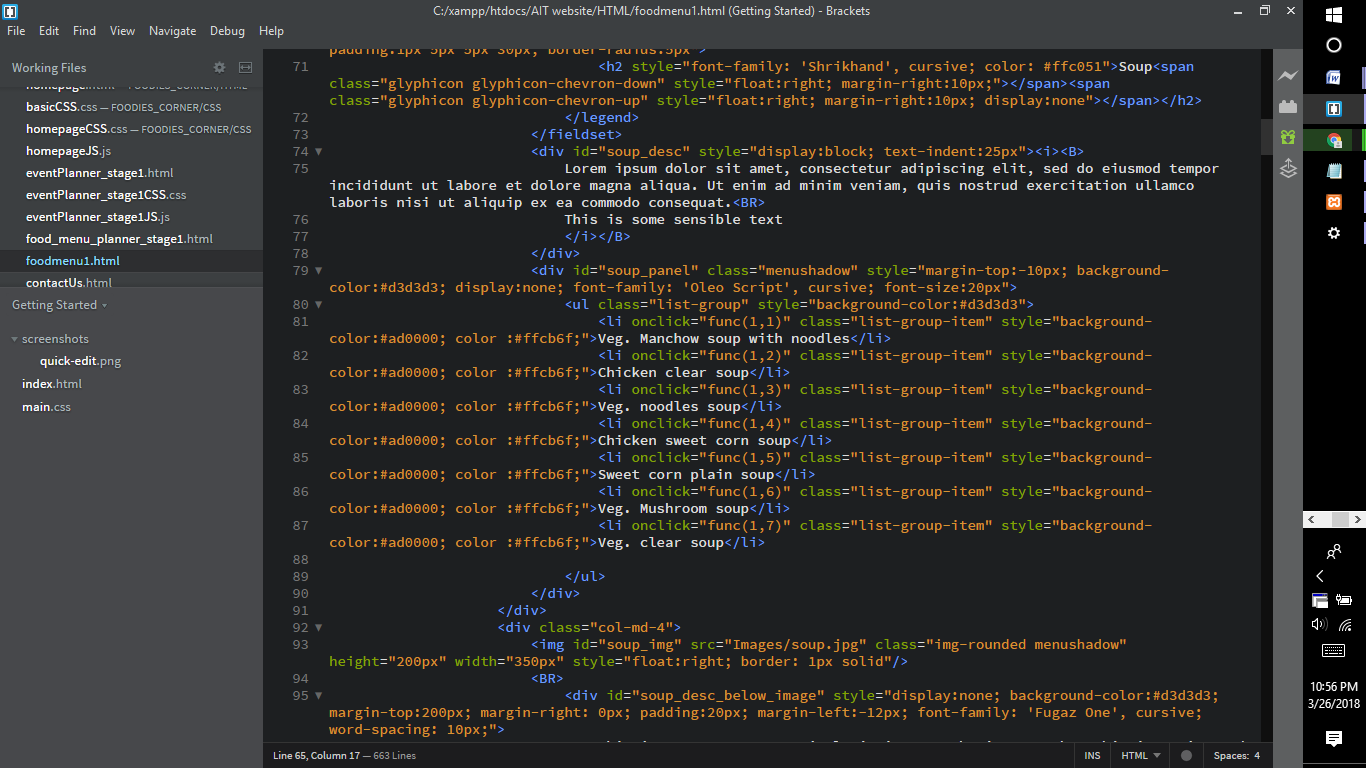 C:/xampp/htdocs/AIT website/HTML/foodmenu1.html (Getting Started) - Brackets
File Edit Find View Navigate Debug Help
Working Files
homepage.html — FOODIES_CORNER/HTML
basicCSS.css — FOODIES_CORNER/CSS
homepageCSS.css — FOODIES_CORNER/CSS
homepageJS.js
eventPlanner_stage1.html
eventPlanner_stage1CSS.css
eventPlanner_stage1JS.js
food_menu_planner_stage1.html
foodmenu1.html
contactUs.html
Getting Started
screenshots
quick-edit.png
index.html
main.css
padding:1px 5px 5px 30px; border-radius:5px">
71 <h2 style="font-family: 'Shrikhand', cursive; color: #ffc051">Soup<span
class="glyphicon glyphicon-chevron-down" style="float:right; margin-right:10px;"></span><span
class="glyphicon glyphicon-chevron-up" style="float:right; margin-right:10px; display:none"></span></h2>
72 </legend>
73 </fieldset>
74 <div id="soup_desc" style="display:block; text-indent:25px"><i><B>
75 Lorem ipsum dolor sit amet, consectetur adipiscing elit, sed do eiusmod tempor
incididunt ut labore et dolore magna aliqua. Ut enim ad minim veniam, quis nostrud exercitation ullamco
laboris nisi ut aliquip ex ea commodo consequat.<BR>
76 This is some sensible text
77 </i></B>
78 </div>
79 <div id="soup_panel" class="menushadow" style="margin-top:-10px; background-
color:#d3d3d3; display:none; font-family: 'Oleo Script', cursive; font-size:20px">
80 <ul class="list-group" style="background-color:#d3d3d3">
81 <li onclick="func(1,1)" class="list-group-item" style="background-
color:#ad0000; color :#ffcb6f;">Veg. Manchow soup with noodles</li>
82 <li onclick="func(1,2)" class="list-group-item" style="background-
color:#ad0000; color :#ffcb6f;">Chicken clear soup</li>
83 <li onclick="func(1,3)" class="list-group-item" style="background-
color:#ad0000; color :#ffcb6f;">Veg. noodles soup</li>
84 <li onclick="func(1,4)" class="list-group-item" style="background-
color:#ad0000; color :#ffcb6f;">Chicken sweet corn soup</li>
85 <li onclick="func(1,5)" class="list-group-item" style="background-
color:#ad0000; color :#ffcb6f;">Sweet corn plain soup</li>
86 <li onclick="func(1,6)" class="list-group-item" style="background-
color:#ad0000; color :#ffcb6f;">Veg. Mushroom soup</li>
87 <li onclick="func(1,7)" class="list-group-item" style="background-
color:#ad0000; color :#ffcb6f;">Veg. clear soup</li>
88
89 </ul>
90 </div>
91 </div>
92 <div class="col-md-4">
93 <img id="soup_img" src="Images/soup.jpg" class="img-rounded menushadow"
height="200px" width="350px" style="float:right; border: 1px solid"/>
94 <BR>
95 <div id="soup_desc_below_image" style="display:none; background-color:#d3d3d3;
margin-top:200px; margin-right: 0px; padding:20px; margin-left:-12px; font-family: 'Fugaz One', cursive;
word-spacing: 10px;">
Line 65, Column 17 — 663 Lines
INS HTML Spaces: 4
10:56 PM
3/26/2018